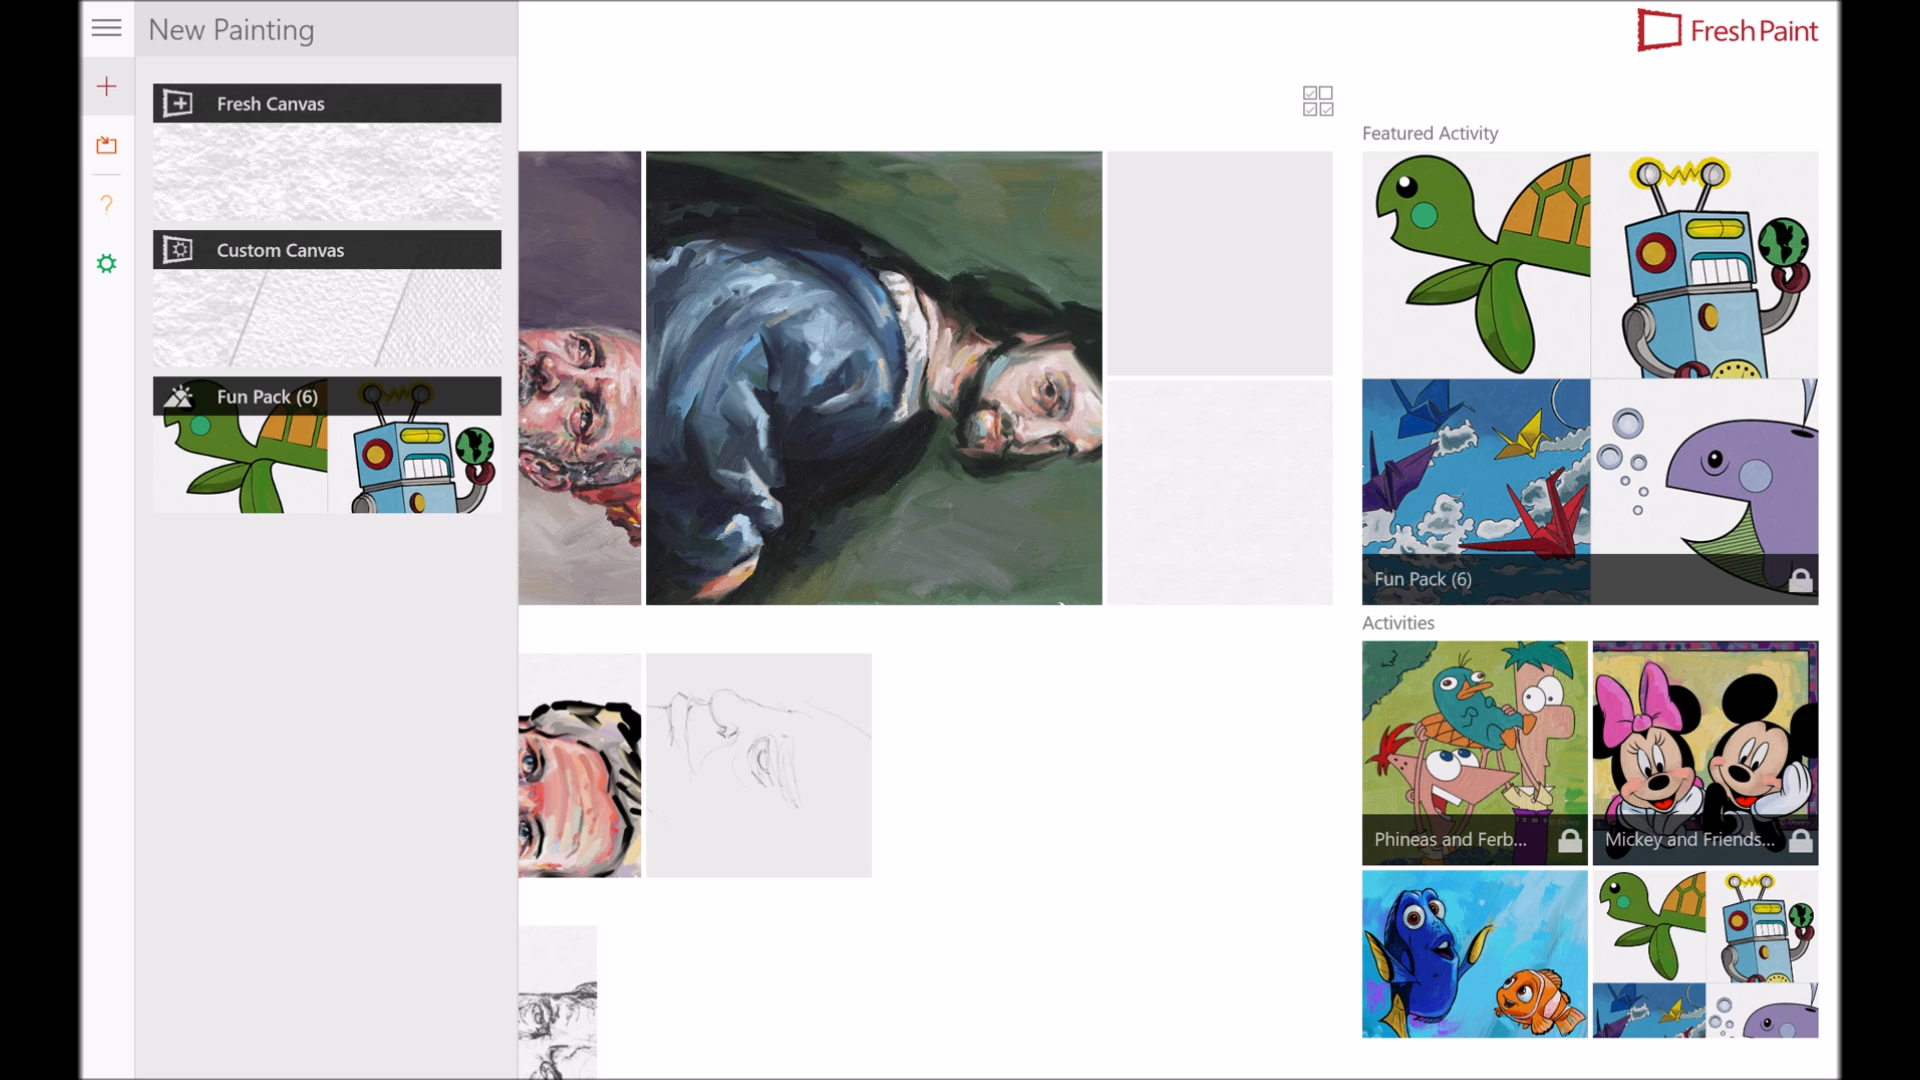 New Painting
Fresh Paint
Fresh Canvas
Custom Canvas
Fun Pack (6)
Featured Activity
Fun Pack (6)
Activities
Phineas and Ferb...
Mickey and Friends...